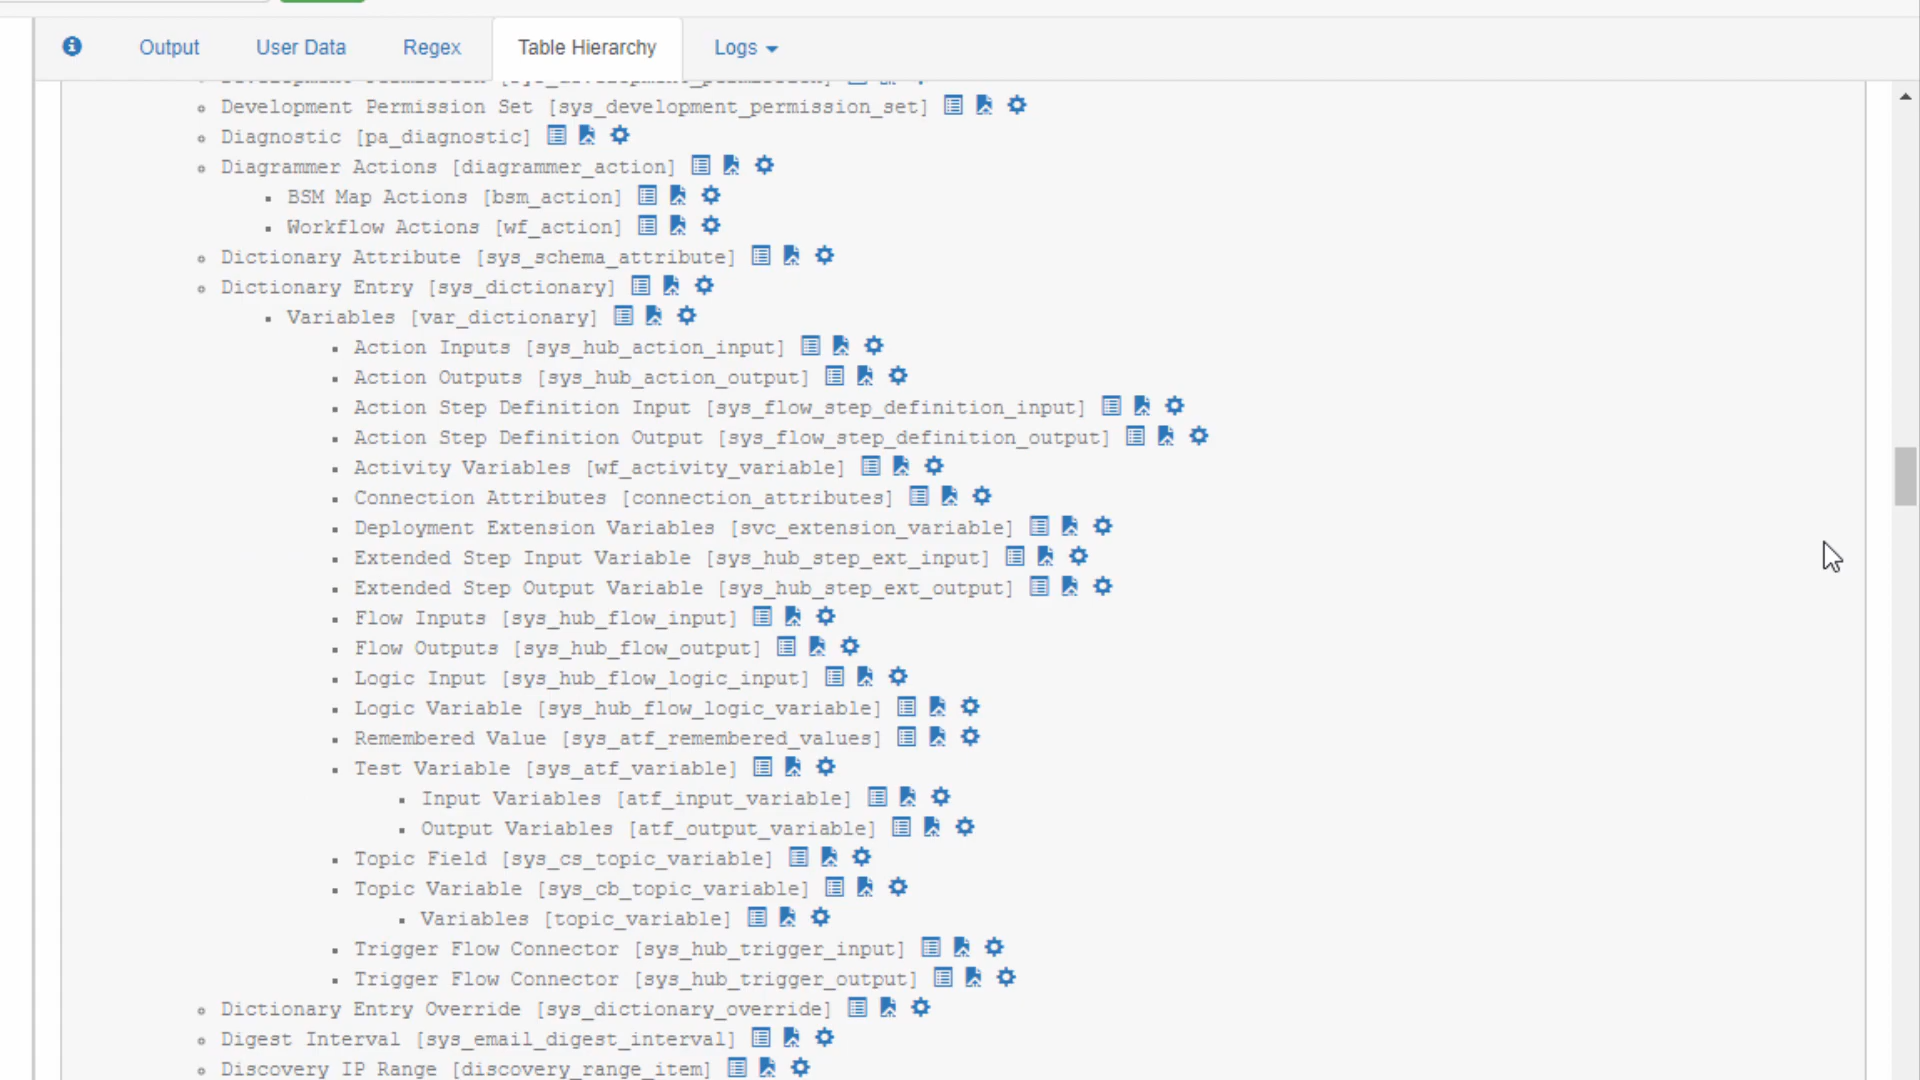 Output User Data Regex Table Hierarchy Logs
Development Permission Set [sys_development_permission_set]
Diagnostic [pa_diagnostic]
Diagrammer Actions [diagrammer_action]
BSM Map Actions [bsm_action]
Workflow Actions [wf_action]
Dictionary Attribute [sys_schema_attribute]
Dictionary Entry [sys_dictionary]
Variables [var_dictionary]
Action Inputs [sys_hub_action_input]
Action Outputs [sys_hub_action_output]
Action Step Definition Input [sys_flow_step_definition_input]
Action Step Definition Output [sys_flow_step_definition_output]
Activity Variables [wf_activity_variable]
Connection Attributes [connection_attributes]
Deployment Extension Variables [svc_extension_variable]
Extended Step Input Variable [sys_hub_step_ext_input]
Extended Step Output Variable [sys_hub_step_ext_output]
Flow Inputs [sys_hub_flow_input]
Flow Outputs [sys_hub_flow_output]
Logic Input [sys_hub_flow_logic_input]
Logic Variable [sys_hub_flow_logic_variable]
Remembered Value [sys_atf_remembered_values]
Test Variable [sys_atf_variable]
Input Variables [atf_input_variable]
Output Variables [atf_output_variable]
Topic Field [sys_cs_topic_variable]
Topic Variable [sys_cb_topic_variable]
Variables [topic_variable]
Trigger Flow Connector [sys_hub_trigger_input]
Trigger Flow Connector [sys_hub_trigger_output]
Dictionary Entry Override [sys_dictionary_override]
Digest Interval [sys_email_digest_interval]
Discovery IP Range [discovery_range_item]